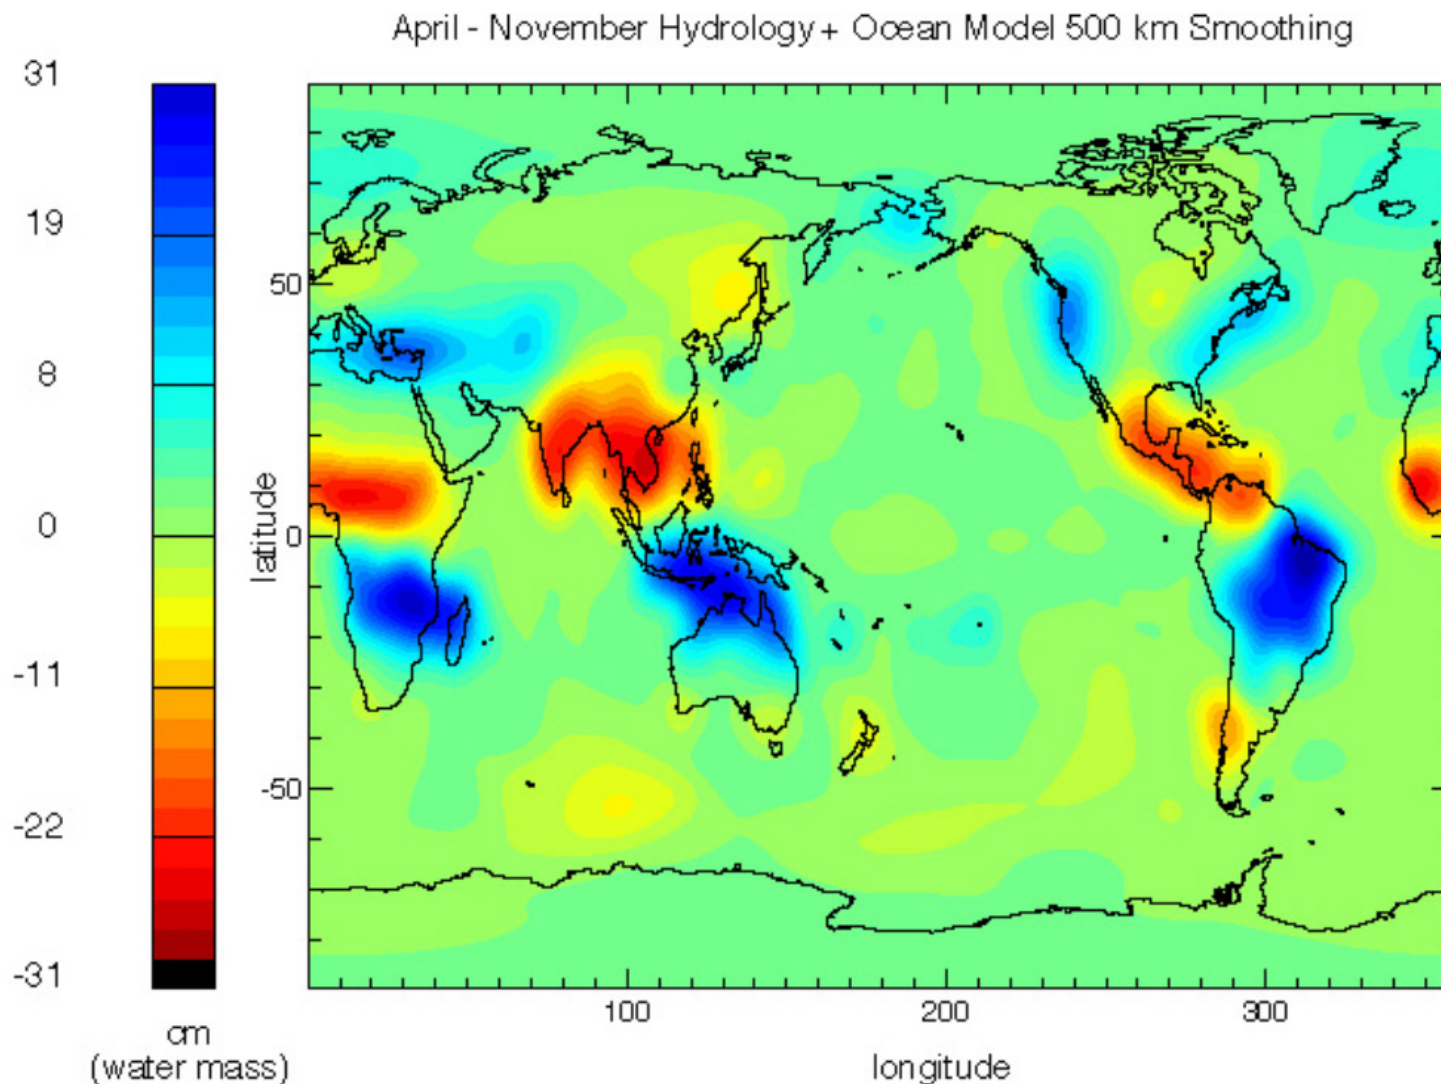 April - November Hydrology + Ocean Model 500 km Smoothing
31
19
8
0
-11
-22
-31
cm
(water mass)
latitude
50
0
-50
100
200
300
longitude